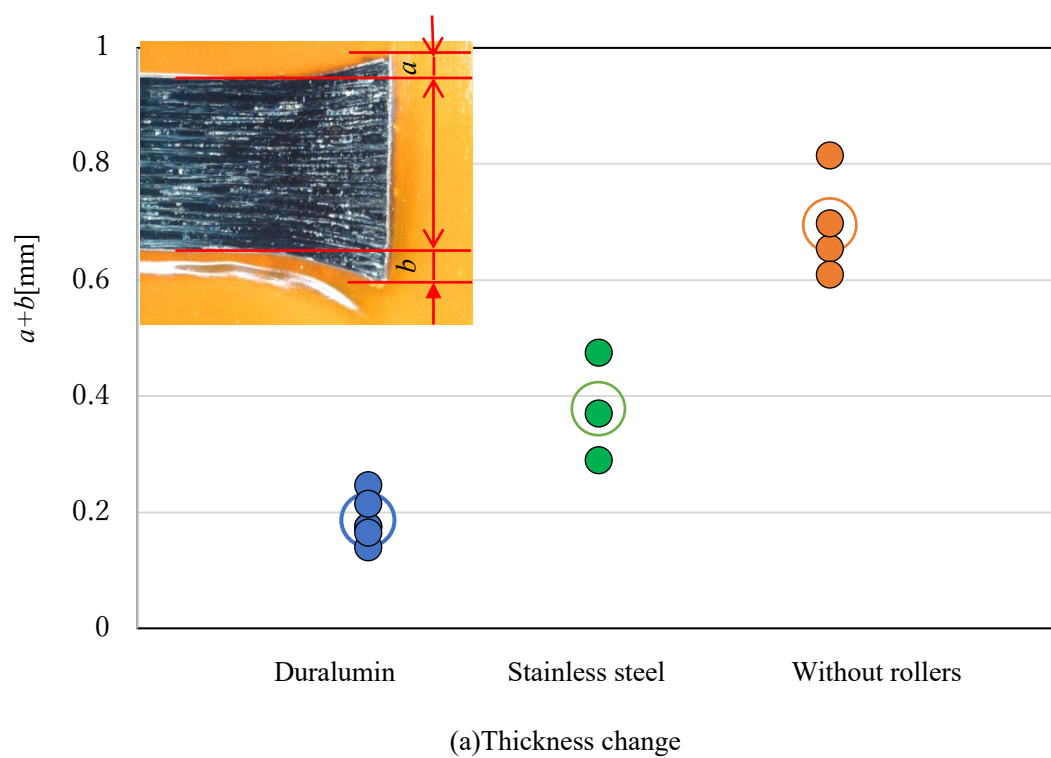 1
0.8
0.6
0.4
0.2
0
a+b[mm]
a
b
Duralumin
Stainless steel
Without rollers
(a)Thickness change